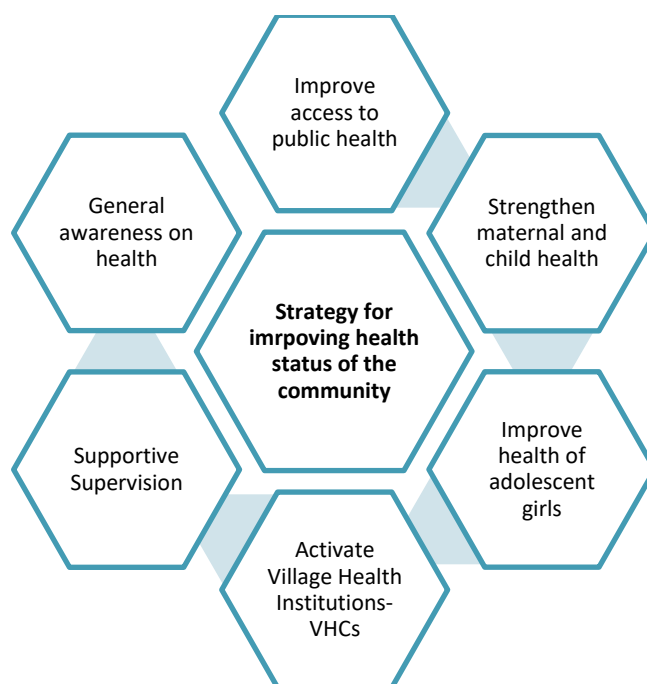 Improve
access to
public health
General
awareness on
health
Strengthen
maternal and
child health
Strategy for
imrpoving health
status of the
community
Supportive
Supervision
Improve
health of
adolescent
girls
Activate
Village Health
Institutions-
VHCs